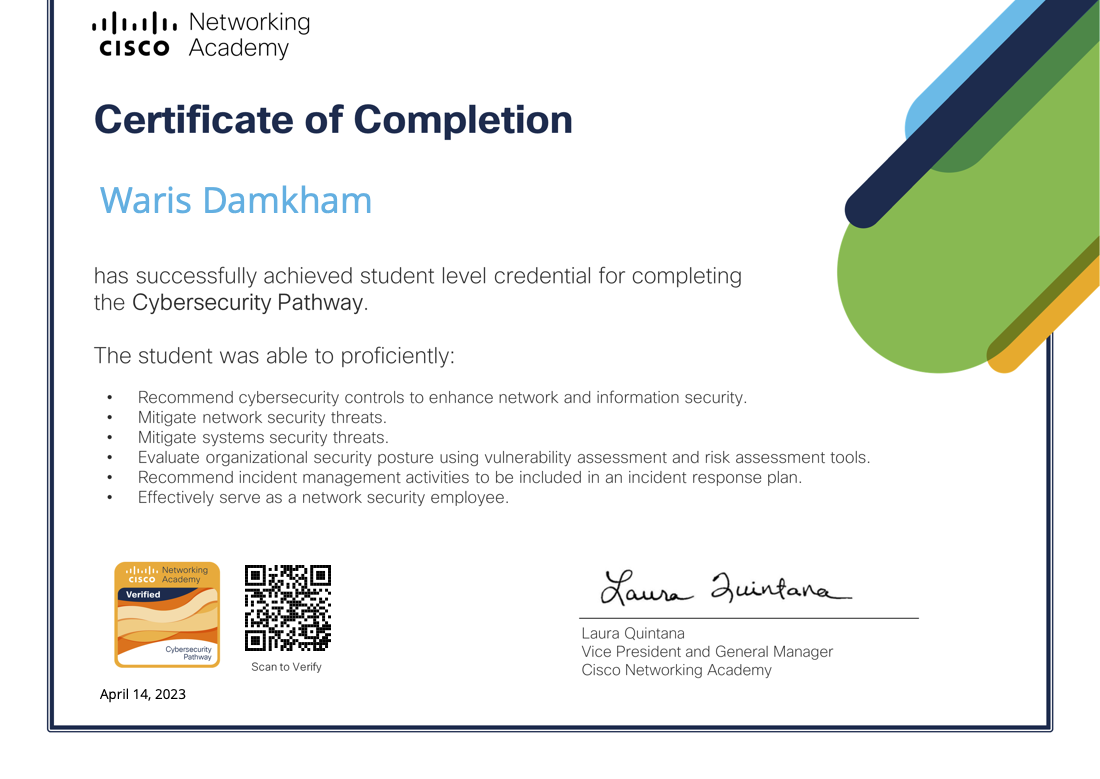 Networking
CISCO Academy
Certificate of Completion
Waris Damkham
has successfully achieved student level credential for completing
the Cybersecurity Pathway.
The student was able to proficiently:
• Recommend cybersecurity controls to enhance network and information security.
• Mitigate network security threats.
• Mitigate systems security threats.
• Evaluate organizational security posture using vulnerability assessment and risk assessment tools.
• Recommend incident management activities to be included in an incident response plan.
• Effectively serve as a network security employee.
Networking
CISCO Academy
Verified
Cybersecurity
Pathway
Scan to Verify
April 14, 2023
Laura Quintana
Laura Quintana
Vice President and General Manager
Cisco Networking Academy